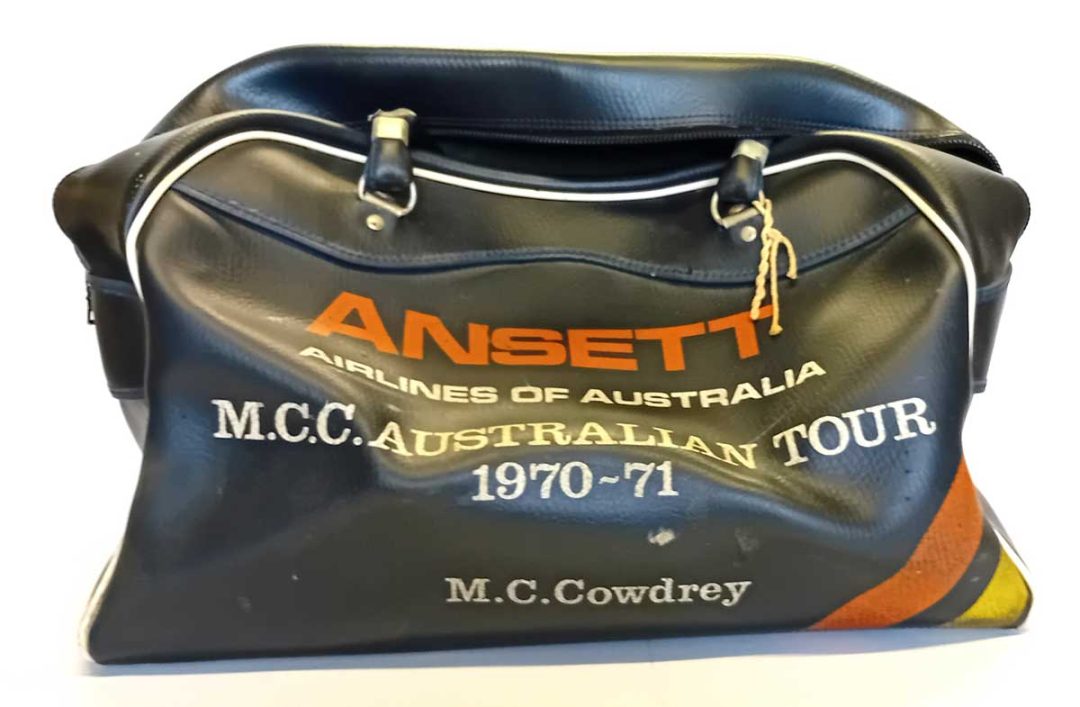 ANSETT
AIRLINES OF AUSTRALIA
M.C.C. AUSTRALIAN TOUR
1970~71
M.C.Cowdrey